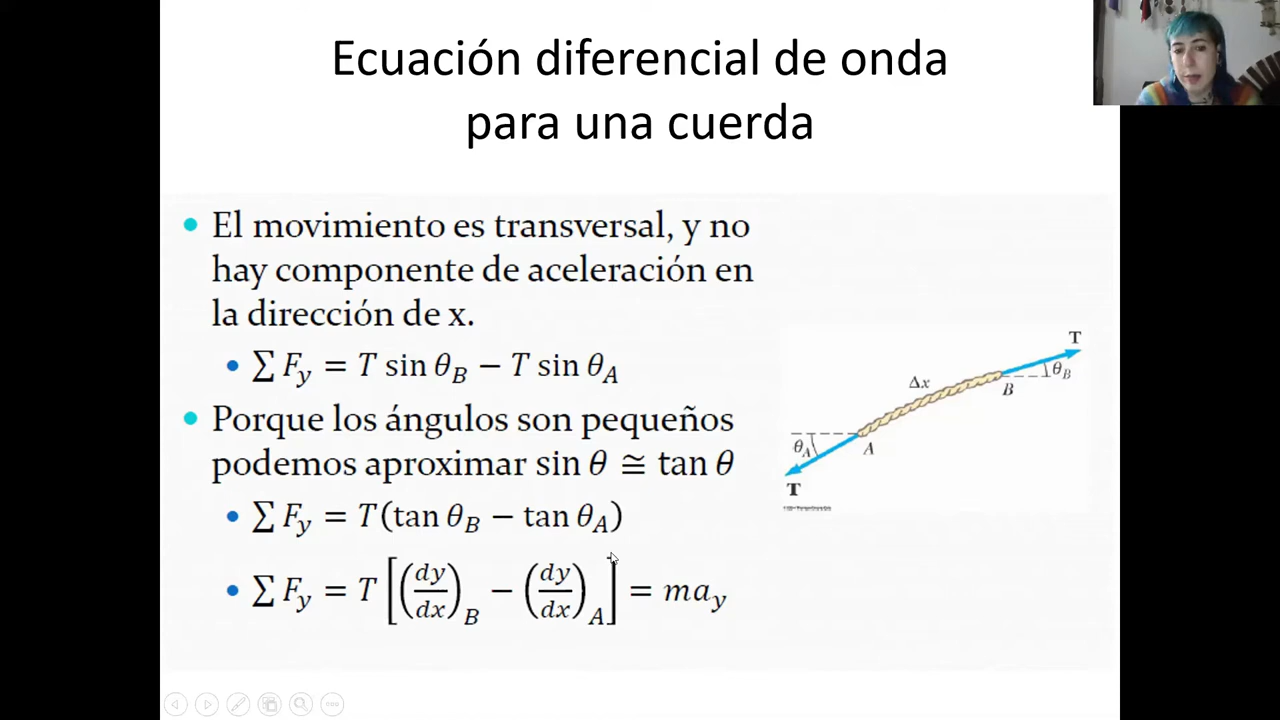 Ecuación diferencial de onda
para una cuerda
• El movimiento es transversal, y no
hay componente de aceleración en
la dirección de x.
• ∑ F_y = T sin θ_B − T sin θ_A
• Porque los ángulos son pequeños
podemos aproximar sin θ ≅ tan θ
• ∑ F_y = T(tan θ_B − tan θ_A)
• ∑ F_y = T [(dy/dx)_B − (dy/dx)_A] = ma_y
T
θ_B
Δx
B
θ_A
A
T